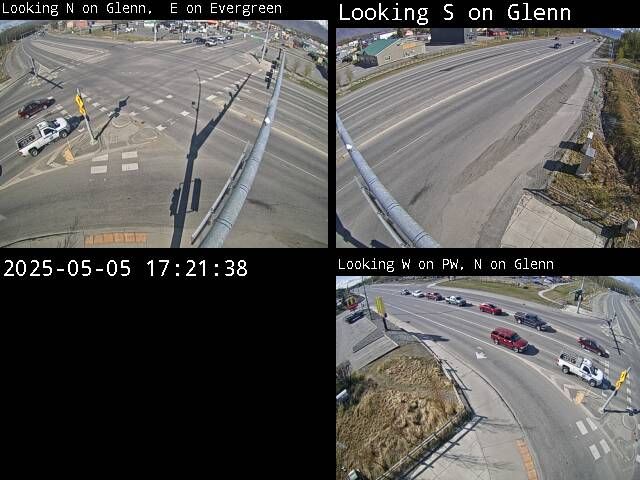 Looking N on Glenn,  E on Evergreen
Looking S on Glenn
2025-05-05 17:21:38
Looking W on PW, N on Glenn